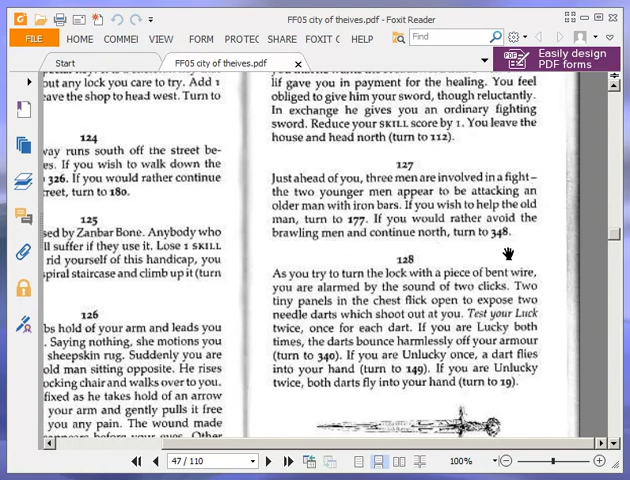 FF05 city of theives.pdf - Foxit Reader
FILE
HOME
COMMEI
VIEW
FORM
PROTEC
SHARE
FOXIT C
HELP
Find
Start
FF05 city of theives.pdf
Easily design
PDF forms
out any lock you care to try. Add 1
eave the shop to head west. Turn to
124
way runs south off the street be-
es. If you wish to walk down the
326. If you would rather continue
treet, turn to 180.
125
sed by Zanbar Bone. Anybody who
ll suffer if they use it. Lose 1 SKILL
rid yourself of this handicap, you
spiral staircase and climb it (turn
126
bs hold of your arm and leads you
. Saying nothing, she motions you
sheepskin rug. Suddenly you are
old man sitting opposite. He rises
ocking chair and walks over to you.
fixed as he takes hold of an arrow
your arm and gently pulls it free
you any pain. The wound made
appears before your eyes. Other
lif gave you in payment for the healing. You feel
obliged to give him your sword, though reluctantly.
In exchange he gives you an ordinary fighting
sword. Reduce your SKILL score by 1. You leave the
house and head north (turn to 112).
127
Just ahead of you, three men are involved in a fight–
the two younger men appear to be attacking an
older man with iron bars. If you wish to help the old
man, turn to 177. If you would rather avoid the
brawling men and continue north, turn to 348.
128
As you try to turn the lock with a piece of bent wire,
you are alarmed by the sound of two clicks. Two
tiny panels in the chest flick open to expose two
needle darts which shoot out at you. Test your Luck
twice, once for each dart. If you are Lucky both
times, the darts bounce harmlessly off your armour
(turn to 340). If you are Unlucky once, a dart flies
into your hand (turn to 149). If you are Unlucky
twice, both darts fly into your hand (turn to 19).
47 / 110
100%